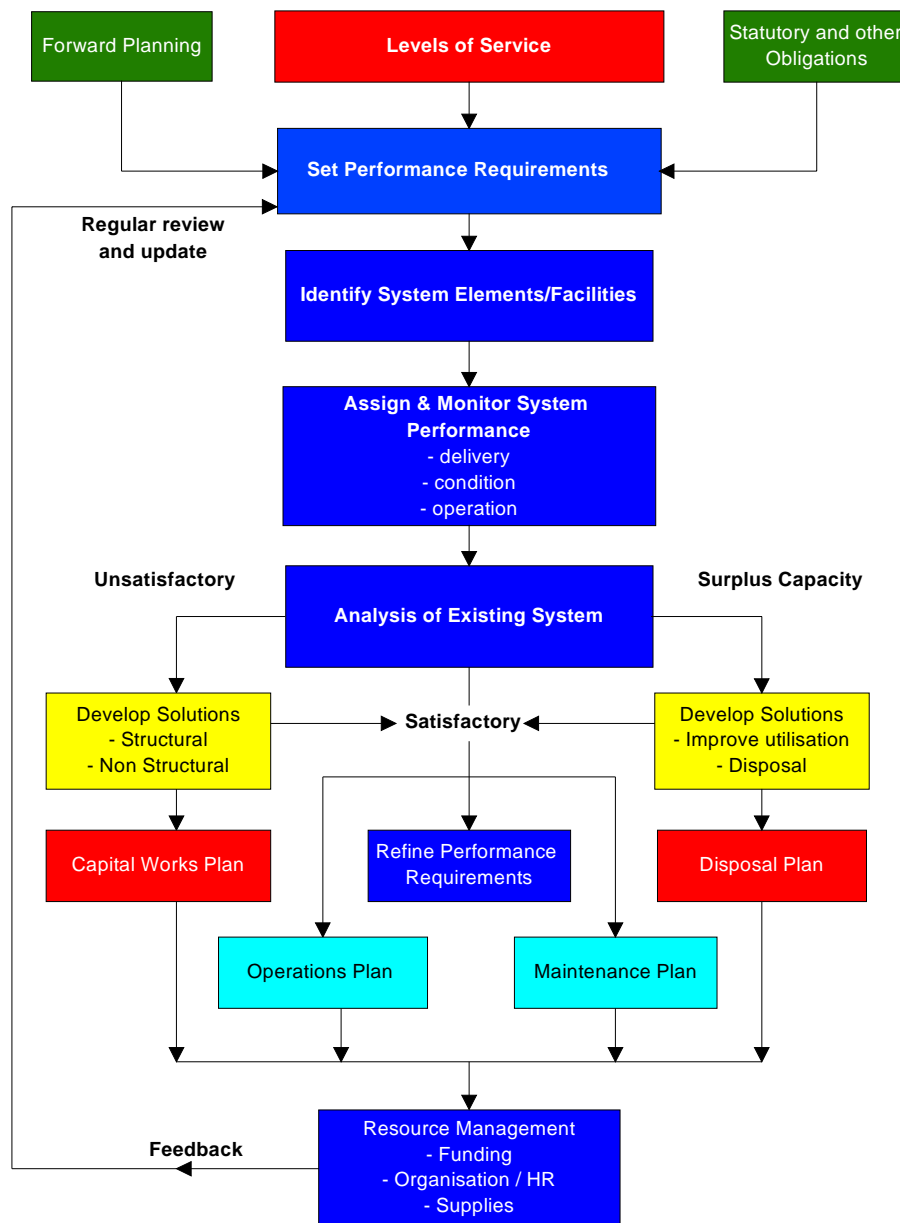 Forward Planning
Levels of Service
Statutory and other
Obligations
Set Performance Requirements
Regular review
and update
Identify System Elements/Facilities
Assign & Monitor System
Performance
- delivery
- condition
- operation
Unsatisfactory
Surplus Capacity
Analysis of Existing System
Develop Solutions
- Structural
- Non Structural
Satisfactory
Develop Solutions
- Improve utilisation
- Disposal
Capital Works Plan
Refine Performance
Requirements
Disposal Plan
Operations Plan
Maintenance Plan
Feedback
Resource Management
- Funding
- Organisation / HR
- Supplies